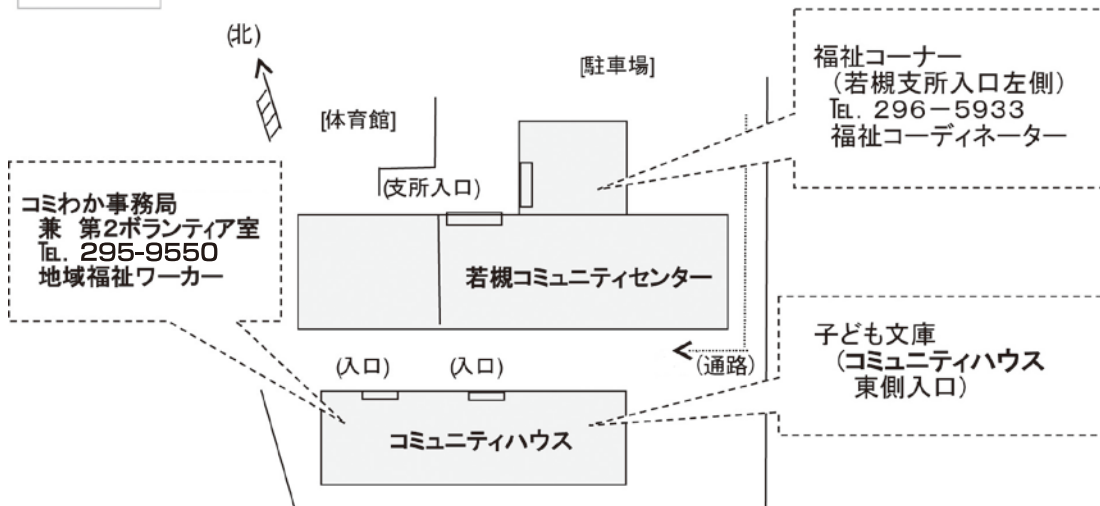 (北)
[駐車場]
[体育館]
福祉コーナー
(若槻支所入口左側)
℡. 296−5933
福祉コーディネーター
(支所入口)
コミわか事務局
兼 第2ボランティア室
℡. 295-9550
地域福祉ワーカー
若槻コミュニティセンター
子ども文庫
(コミュニティハウス
東側入口)
(通路)
(入口)
(入口)
コミュニティハウス